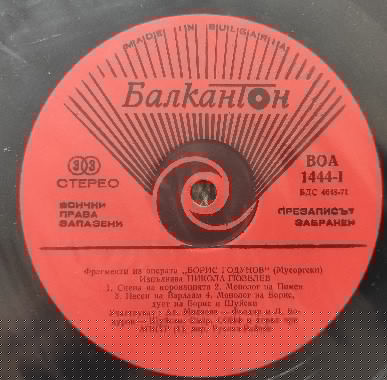 MADE IN BULGARIA
Балкантон
ВОА
1444-I
БДС 4648-71
33
СТЕРЕО
ВСИЧКИ
ПРАВА
ЗАПАЗЕНИ
ПРЕЗАПИСЪТ
ЗАБРАНЕН
Фрагменти из операта „БОРИС ГОДУНОВ" (Мусоргски)
Изпълнява НИКОЛА ГЮЗЕЛЕВ
1. Сцена на коронацията 2. Монолог на Пимен
3. Песен на Варлаам 4. Монолог на Борис,
дует на Борис и Шуйски